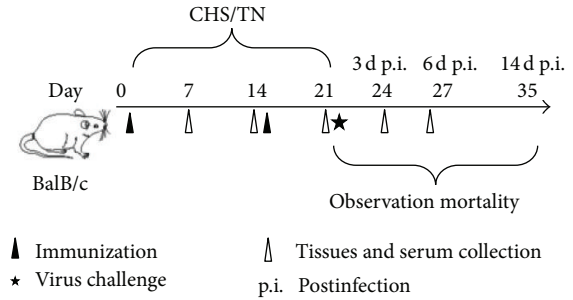 CHS/TN
3 d p.i. 6 d p.i. 14 d p.i.
Day 0 7 14 21 24 27 35
BalB/c
Observation mortality
Immunization
Tissues and serum collection
Virus challenge
p.i. Postinfection